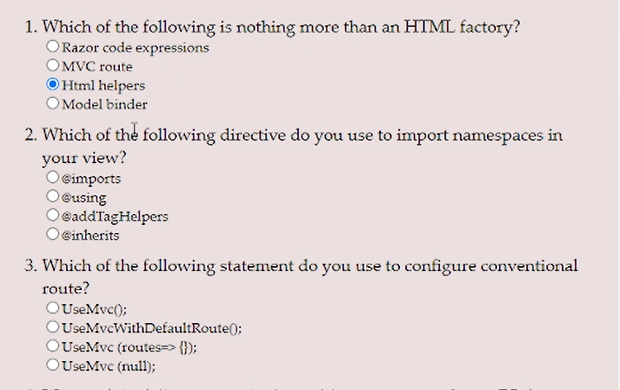 1. Which of the following is nothing more than an HTML factory?
Razor code expressions
MVC route
Html helpers
Model binder
2. Which of the following directive do you use to import namespaces in
your view?
@imports
@using
@addTagHelpers
@inherits
3. Which of the following statement do you use to configure conventional
route?
UseMvc();
UseMvcWithDefaultRoute();
UseMvc (routes=> {});
UseMvc (null);